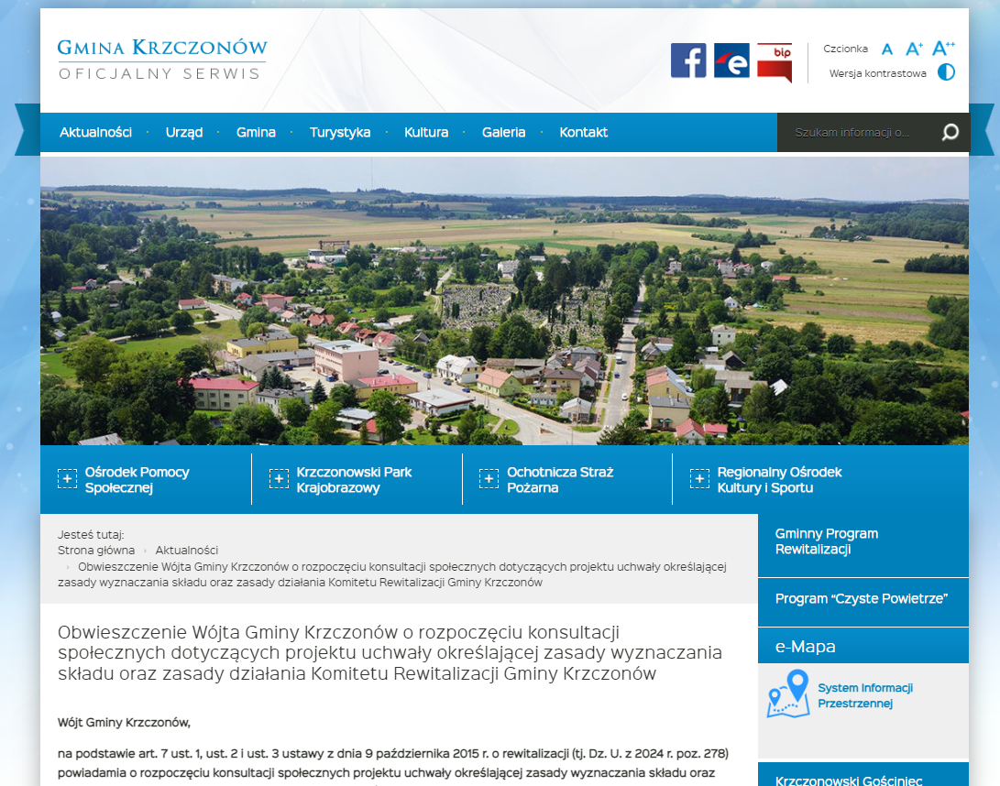 Gmina Krzczonów
OFICJALNY SERWIS
bip
Czcionka A A+ A++
Wersja kontrastowa
Aktualności · Urząd · Gmina · Turystyka · Kultura · Galeria · Kontakt
Szukam informacji o...
Ośrodek Pomocy
Społecznej
Krzczonowski Park
Krajobrazowy
Ochotnicza Straż
Pożarna
Regionalny Ośrodek
Kultury i Sportu
Jesteś tutaj:
Strona główna › Aktualności
› Obwieszczenie Wójta Gminy Krzczonów o rozpoczęciu konsultacji społecznych dotyczących projektu uchwały określającej
zasady wyznaczania składu oraz zasady działania Komitetu Rewitalizacji Gminy Krzczonów
Obwieszczenie Wójta Gminy Krzczonów o rozpoczęciu konsultacji
społecznych dotyczących projektu uchwały określającej zasady wyznaczania
składu oraz zasady działania Komitetu Rewitalizacji Gminy Krzczonów
Wójt Gminy Krzczonów,
na podstawie art. 7 ust. 1, ust. 2 i ust. 3 ustawy z dnia 9 października 2015 r. o rewitalizacji (tj. Dz. U. z 2024 r. poz. 278)
powiadamia o rozpoczęciu konsultacji społecznych projektu uchwały określającej zasady wyznaczania składu oraz
Gminny Program
Rewitalizacji
Program “Czyste Powietrze”
e-Mapa
System Informacji
Przestrzennej
Krzczonowski Gościniec